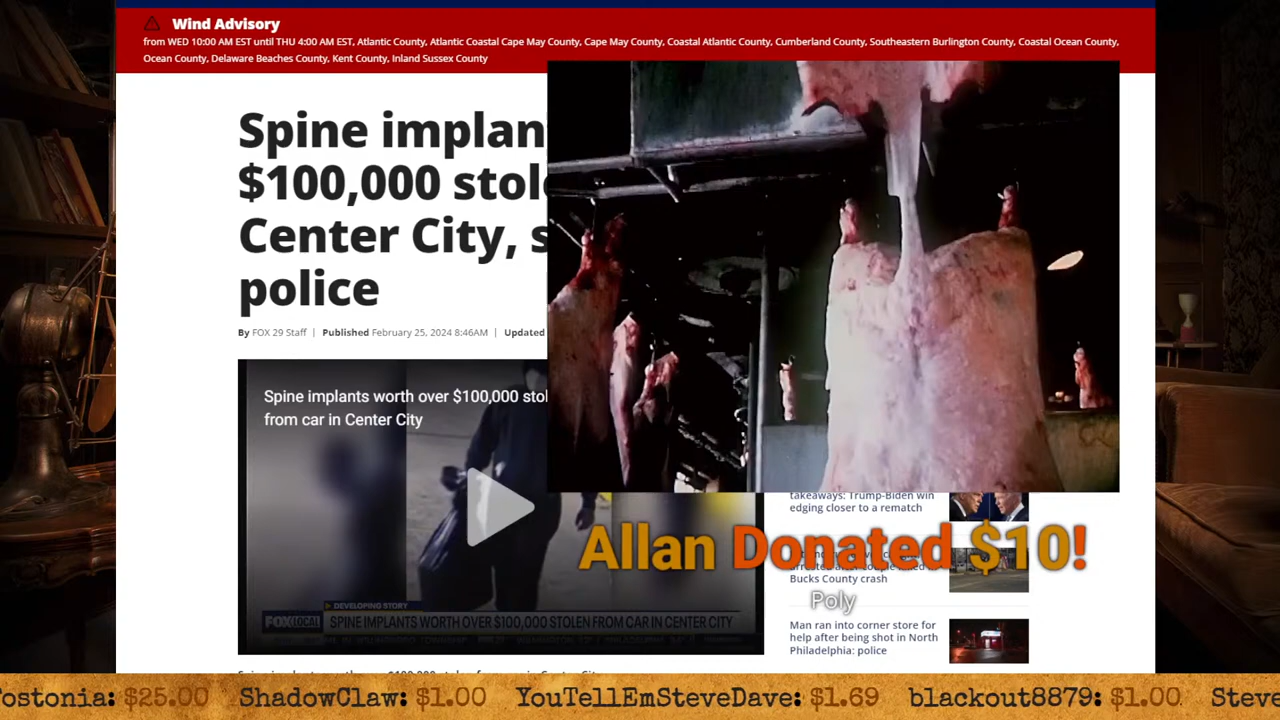 Wind Advisory
from WED 10:00 AM EST until THU 4:00 AM EST, Atlantic County, Atlantic Coastal Cape May County, Cape May County, Coastal Atlantic County, Cumberland County, Southeastern Burlington County, Coastal Ocean County,
Ocean County, Delaware Beaches County, Kent County, Inland Sussex County
Spine implan
$100,000 stol
Center City, s
police
By FOX 29 Staff | Published February 25, 2024 8:46AM | Updated
Spine implants worth over $100,000 stol
from car in Center City
DEVELOPING STORY
FOX LOCAL SPINE IMPLANTS WORTH OVER $100,000 STOLEN FROM CAR IN CENTER CITY
takeaways: Trump-Biden win
edging closer to a rematch
Allan Donated $10!
Bucks County crash
Poly
Man ran into corner store for
help after being shot in North
Philadelphia: police
ostonia: $25.00 ShadowClaw: $1.00 YouTellEmSteveDave: $1.69 blackout8879: $1.00 Steve